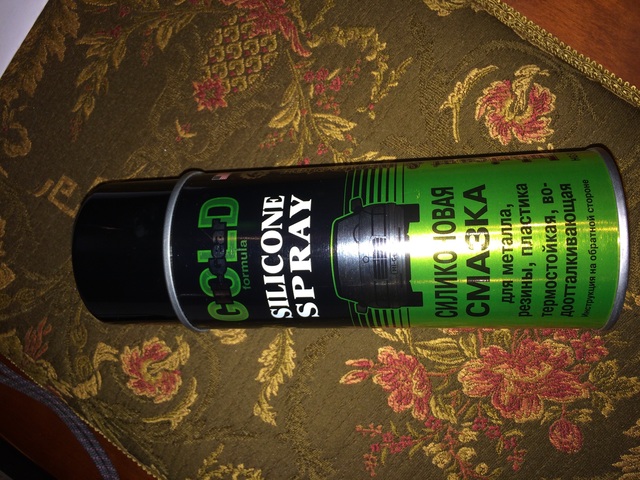 GOLD
formula
SILICONE
SPRAY
СИЛИКОНОВАЯ
СМАЗКА
для металла,
резины, пластика
термостойкая, во-
доотталкивающая
Инструкция на обратной стороне